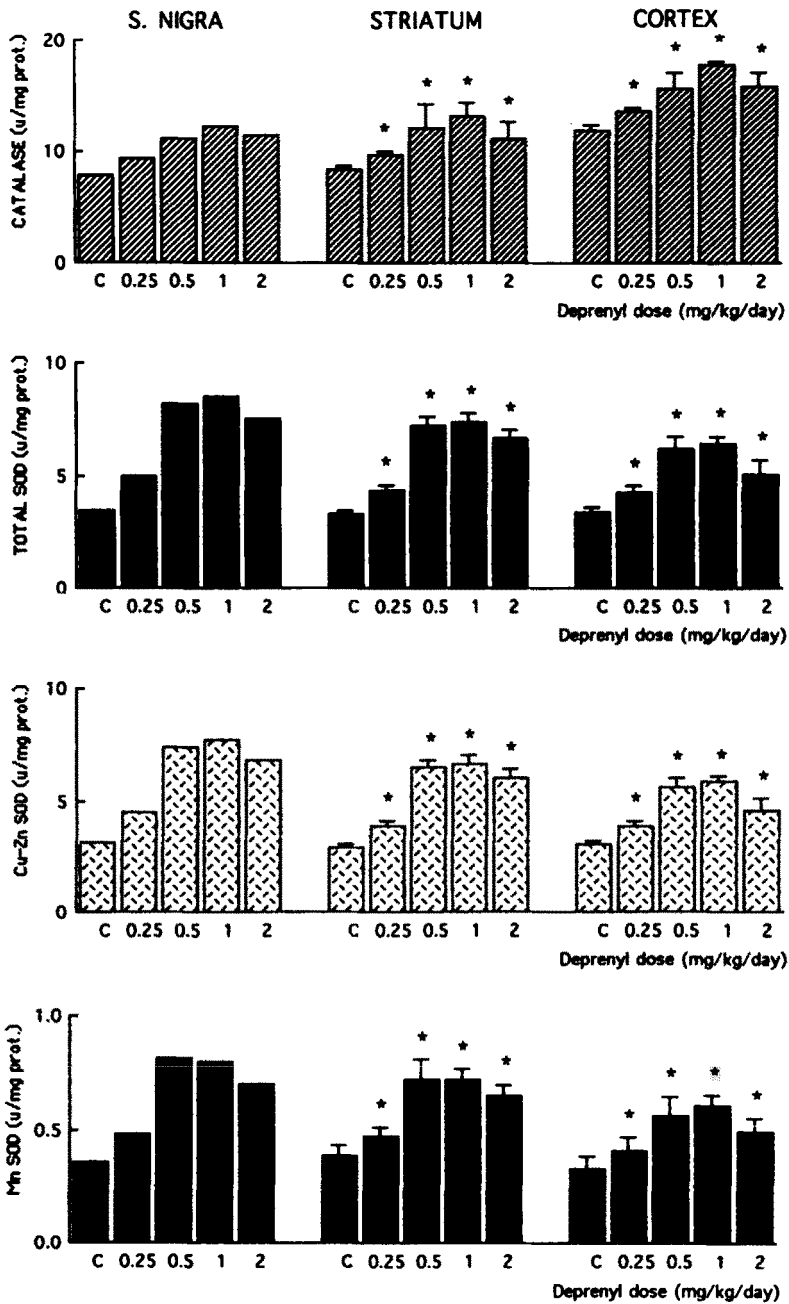 S. NIGRA STRIATUM CORTEX
CATALASE (u/mg prot.)
20
10
0
* * * * * * * *
C 0.25 0.5 1 2 C 0.25 0.5 1 2 C 0.25 0.5 1 2
Deprenyl dose (mg/kg/day)
TOTAL SOD (u/mg prot.)
10
5
0
* * * * * * * *
C 0.25 0.5 1 2 C 0.25 0.5 1 2 C 0.25 0.5 1 2
Deprenyl dose (mg/kg/day)
Cu-Zn SOD (u/mg prot.)
10
5
0
* * * * * * * *
C 0.25 0.5 1 2 C 0.25 0.5 1 2 C 0.25 0.5 1 2
Deprenyl dose (mg/kg/day)
Mn SOD (u/mg prot.)
1.0
0.5
0.0
* * * * * * * *
C 0.25 0.5 1 2 C 0.25 0.5 1 2 C 0.25 0.5 1 2
Deprenyl dose (mg/kg/day)